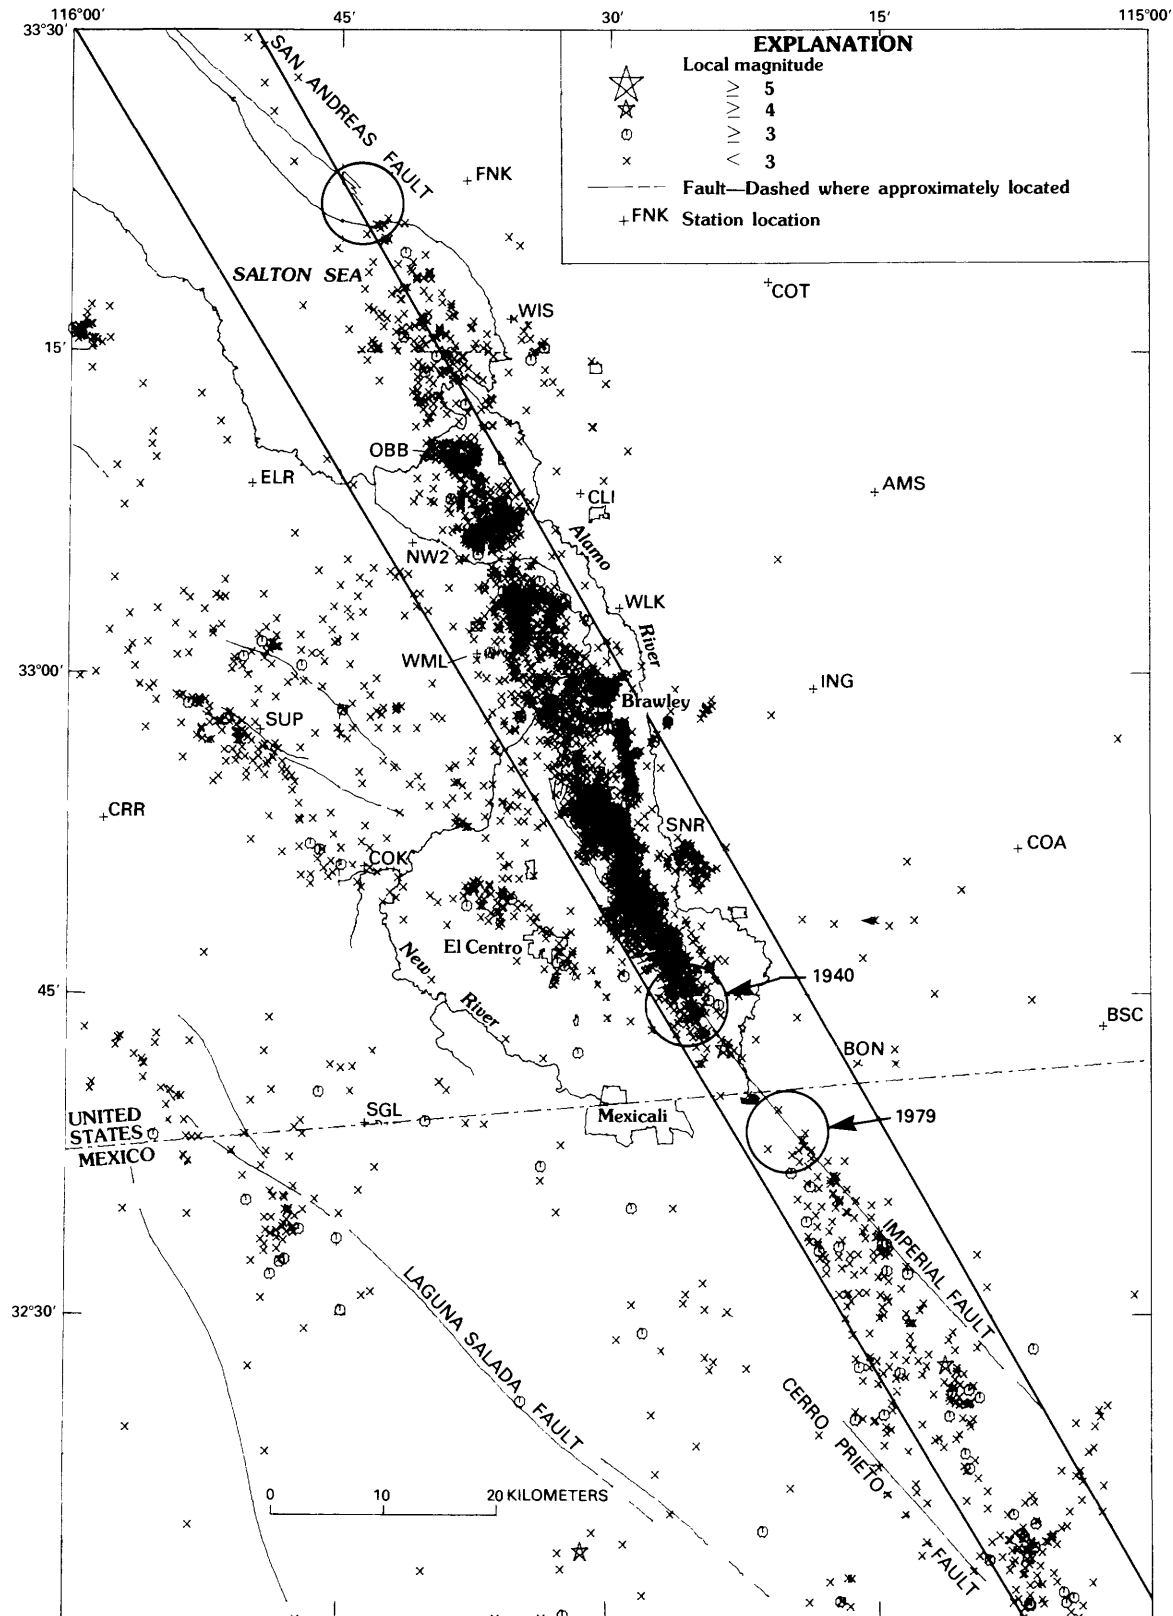 116°00' 45' 30' 15' 115°00'
33°30'
EXPLANATION
Local magnitude
≥ 5
≥ 4
≥ 3
< 3
Fault—Dashed where approximately located
+FNK Station location
SAN ANDREAS FAULT
FNK
SALTON SEA
COT
WIS
15'
OBB
ELR
CLI
AMS
Alamo
River
NW2
WLK
WML
33°00'
ING
Brawley
SUP
CRR
SNR
COA
COK
El Centro
New
River
45'
1940
BSC
BON
UNITED
STATES
MEXICO
SGL
Mexicali
1979
IMPERIAL FAULT
32°30'
LAGUNA SALADA FAULT
CERRO PRIETO
FAULT
0 10 20 KILOMETERS